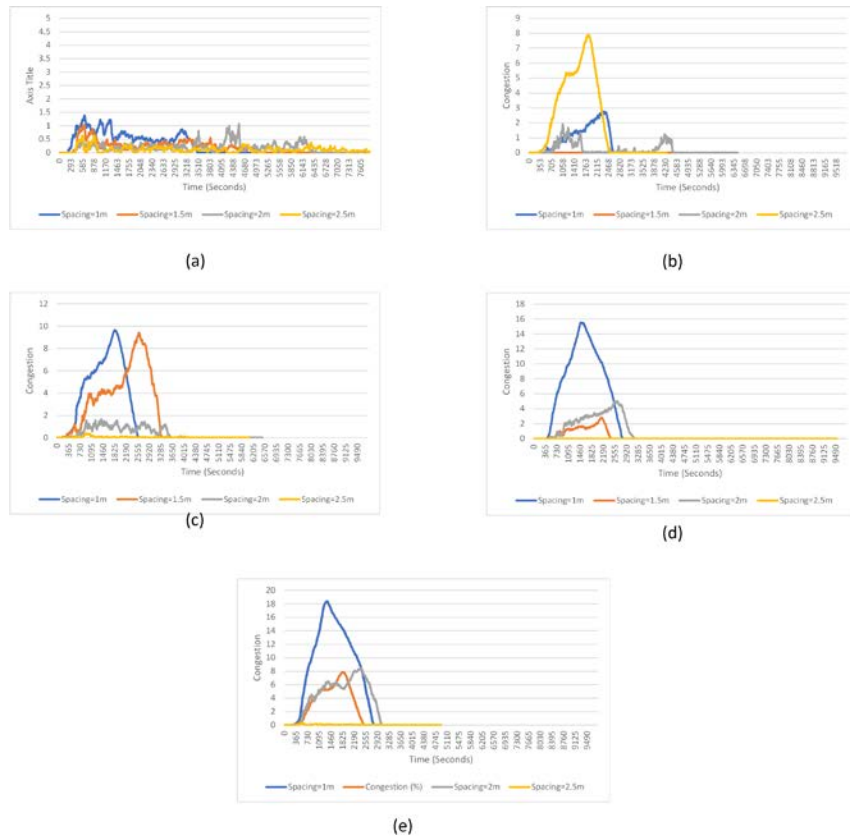 5
4.5
4
3.5
3
2.5
2
1.5
1
0.5
0
Axis Title
0 293 585 878 1170 1463 1755 2048 2340 2633 2925 3218 3510 3803 4095 4388 4680 4973 5265 5558 5850 6143 6435 6728 7020 7313 7605
Time (Seconds)
Spacing=1m Spacing=1.5m Spacing=2m Spacing=2.5m
(a)
9
8
7
6
5
4
3
2
1
0
Congestion
0 353 705 1058 1410 1763 2115 2468 2820 3173 3525 3878 4230 4583 4935 5288 5640 5993 6345 6698 7050 7403 7755 8108 8460 8813 9165 9518
Time (Seconds)
Spacing=1m Spacing=1.5m Spacing=2m Spacing=2.5m
(b)
12
10
8
6
4
2
0
Congestion
0 365 730 1095 1460 1825 2190 2555 2920 3285 3650 4015 4380 4745 5110 5475 5840 6205 6570 6935 7300 7665 8030 8395 8760 9125 9490
Time (Seconds)
Spacing=1m Spacing=1.5m Spacing=2m Spacing=2.5m
(c)
18
16
14
12
10
8
6
4
2
0
Congestion
0 365 730 1095 1460 1825 2190 2555 2920 3285 3650 4015 4380 4745 5110 5475 5840 6205 6570 6935 7300 7665 8030 8395 8760 9125 9490
Time (Seconds)
Spacing=1m Spacing=1.5m Spacing=2m Spacing=2.5m
(d)
20
18
16
14
12
10
8
6
4
2
0
Congestion
0 365 730 1095 1460 1825 2190 2555 2920 3285 3650 4015 4380 4745 5110 5475 5840 6205 6570 6935 7300 7665 8030 8395 8760 9125 9490
Time (Seconds)
Spacing=1m Congestion (%) Spacing=2m Spacing=2.5m
(e)